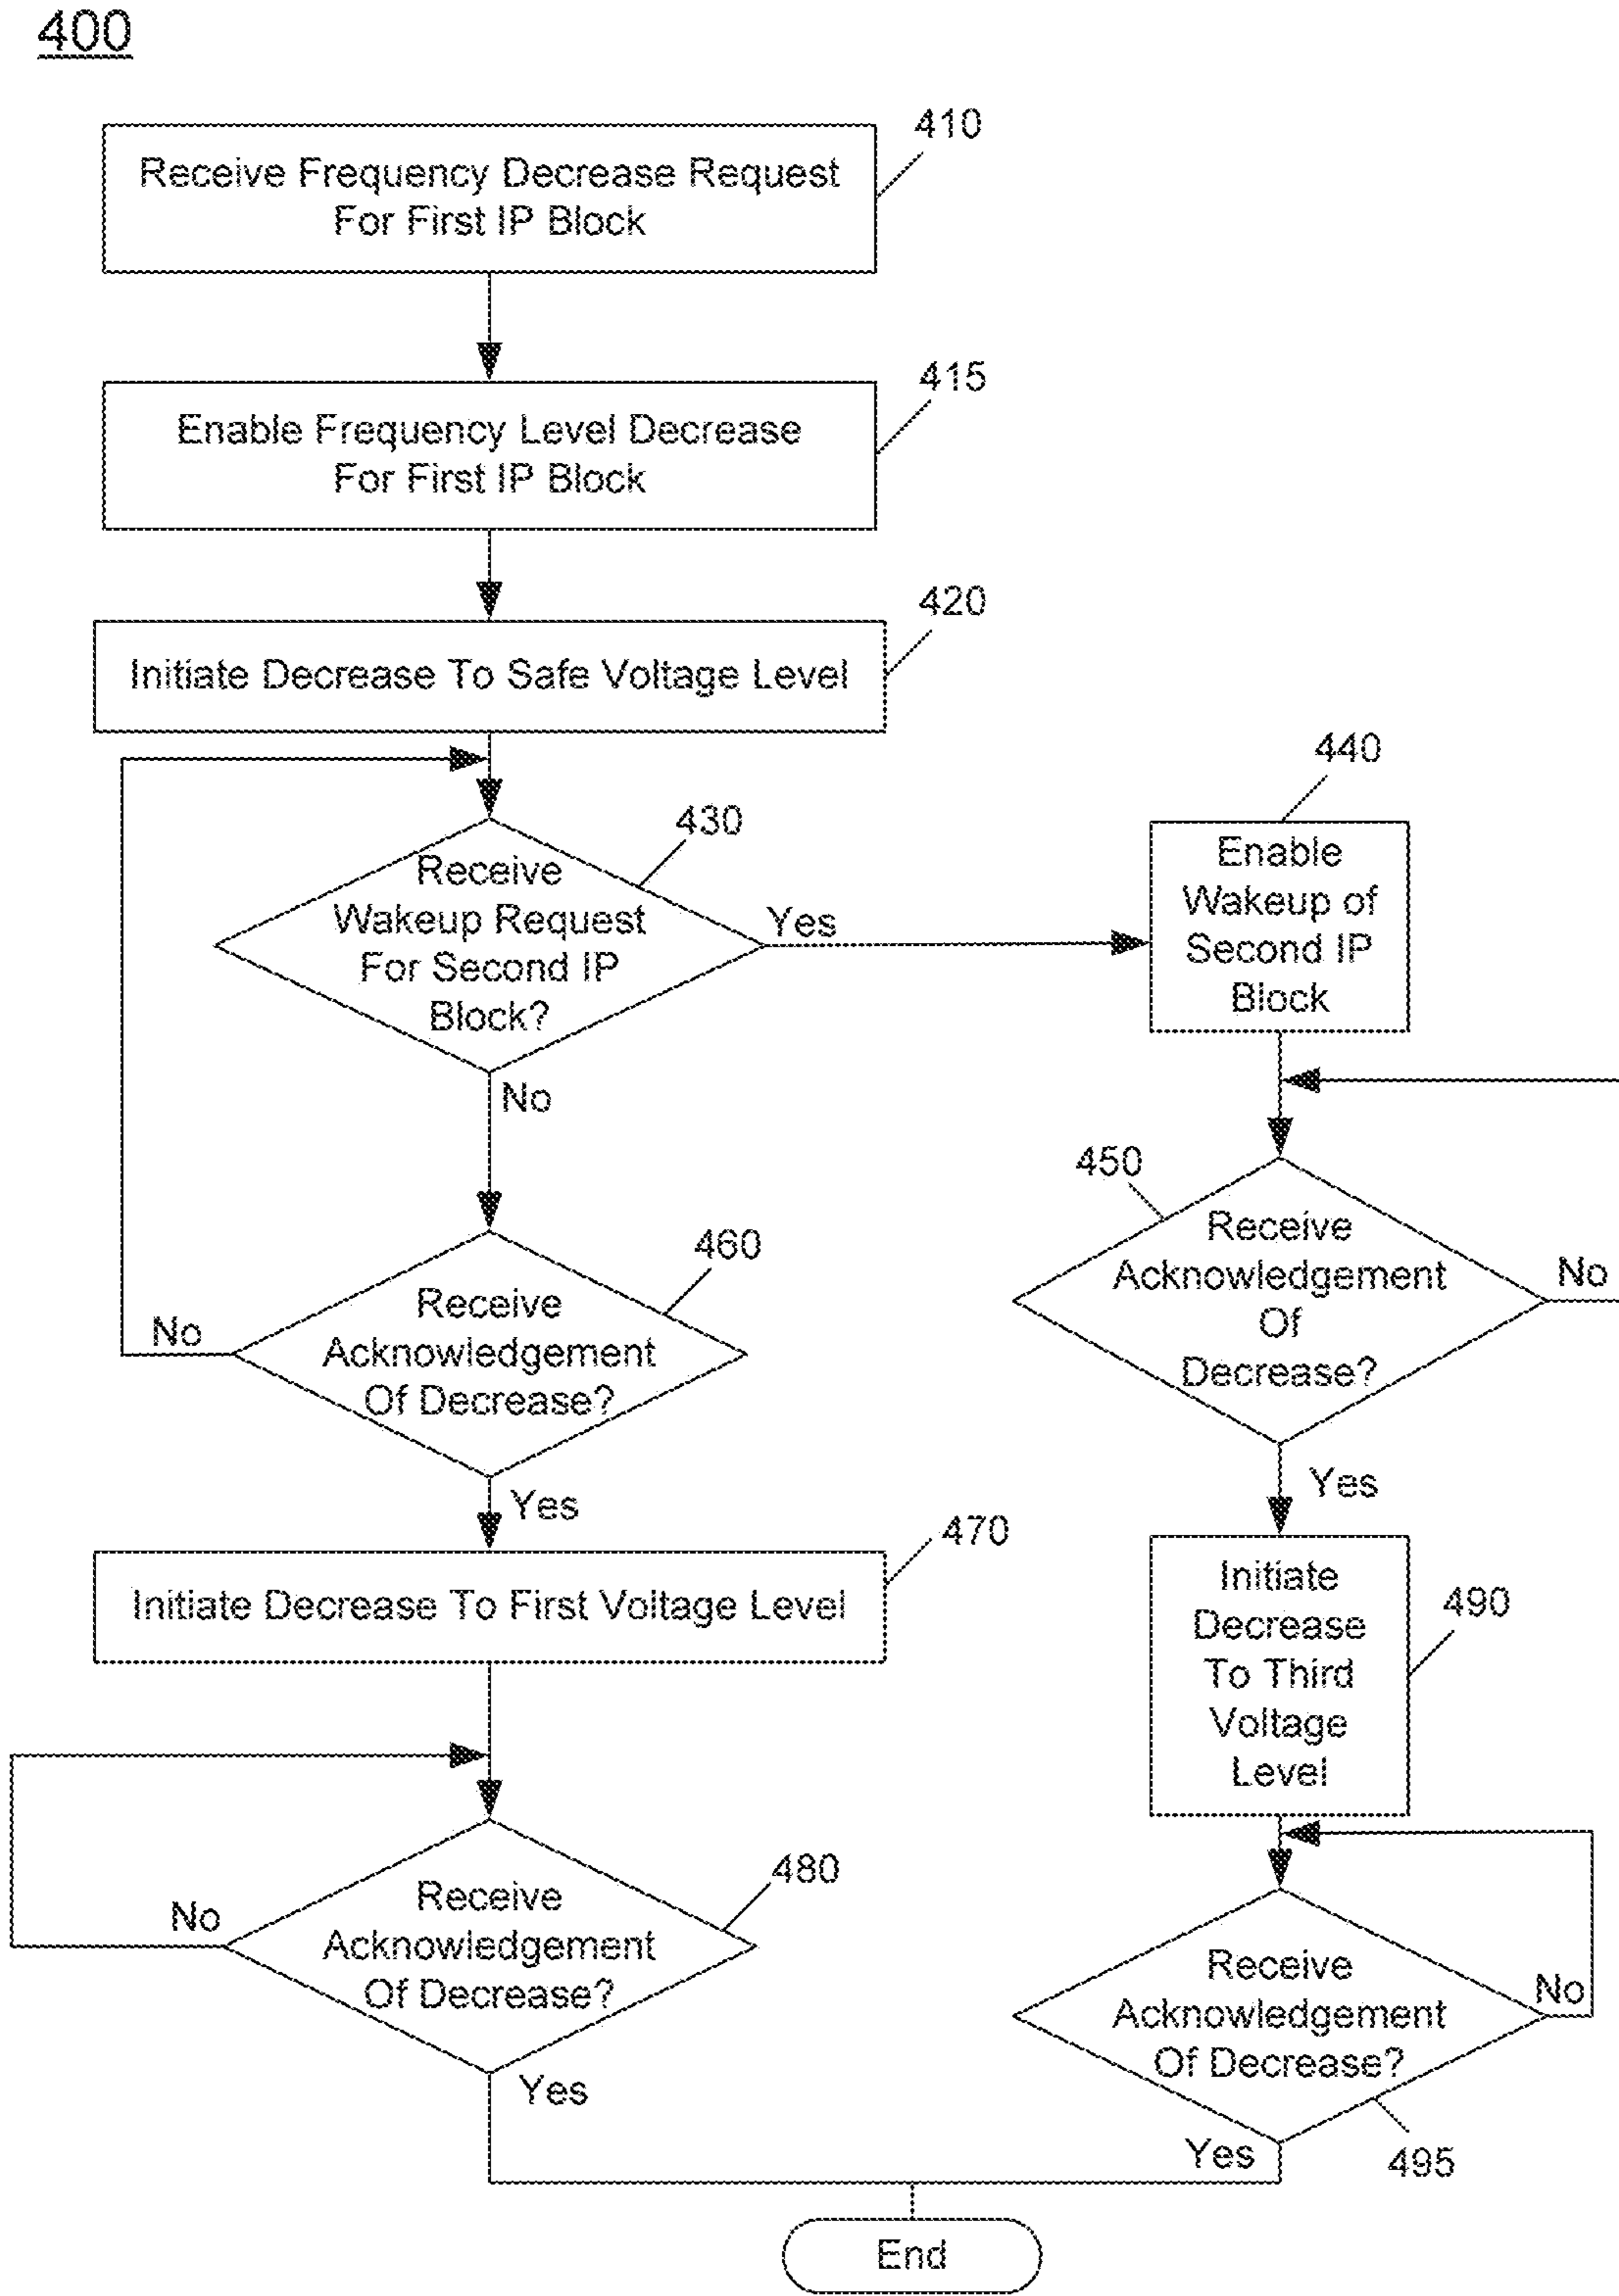 400
410
Receive Frequency Decrease Request
For First IP Block
415
Enable Frequency Level Decrease
For First IP Block
420
Initiate Decrease To Safe Voltage Level
430
Receive
Wakeup Request
For Second IP
Block?
Yes
No
440
Enable
Wakeup of
Second IP
Block
450
Receive
Acknowledgement
Of
Decrease?
No
Yes
460
Receive
Acknowledgement
Of Decrease?
No
Yes
470
Initiate Decrease To First Voltage Level
490
Initiate
Decrease
To Third
Voltage
Level
480
Receive
Acknowledgement
Of Decrease?
No
Yes
Receive
Acknowledgement
Of Decrease?
No
Yes
495
End